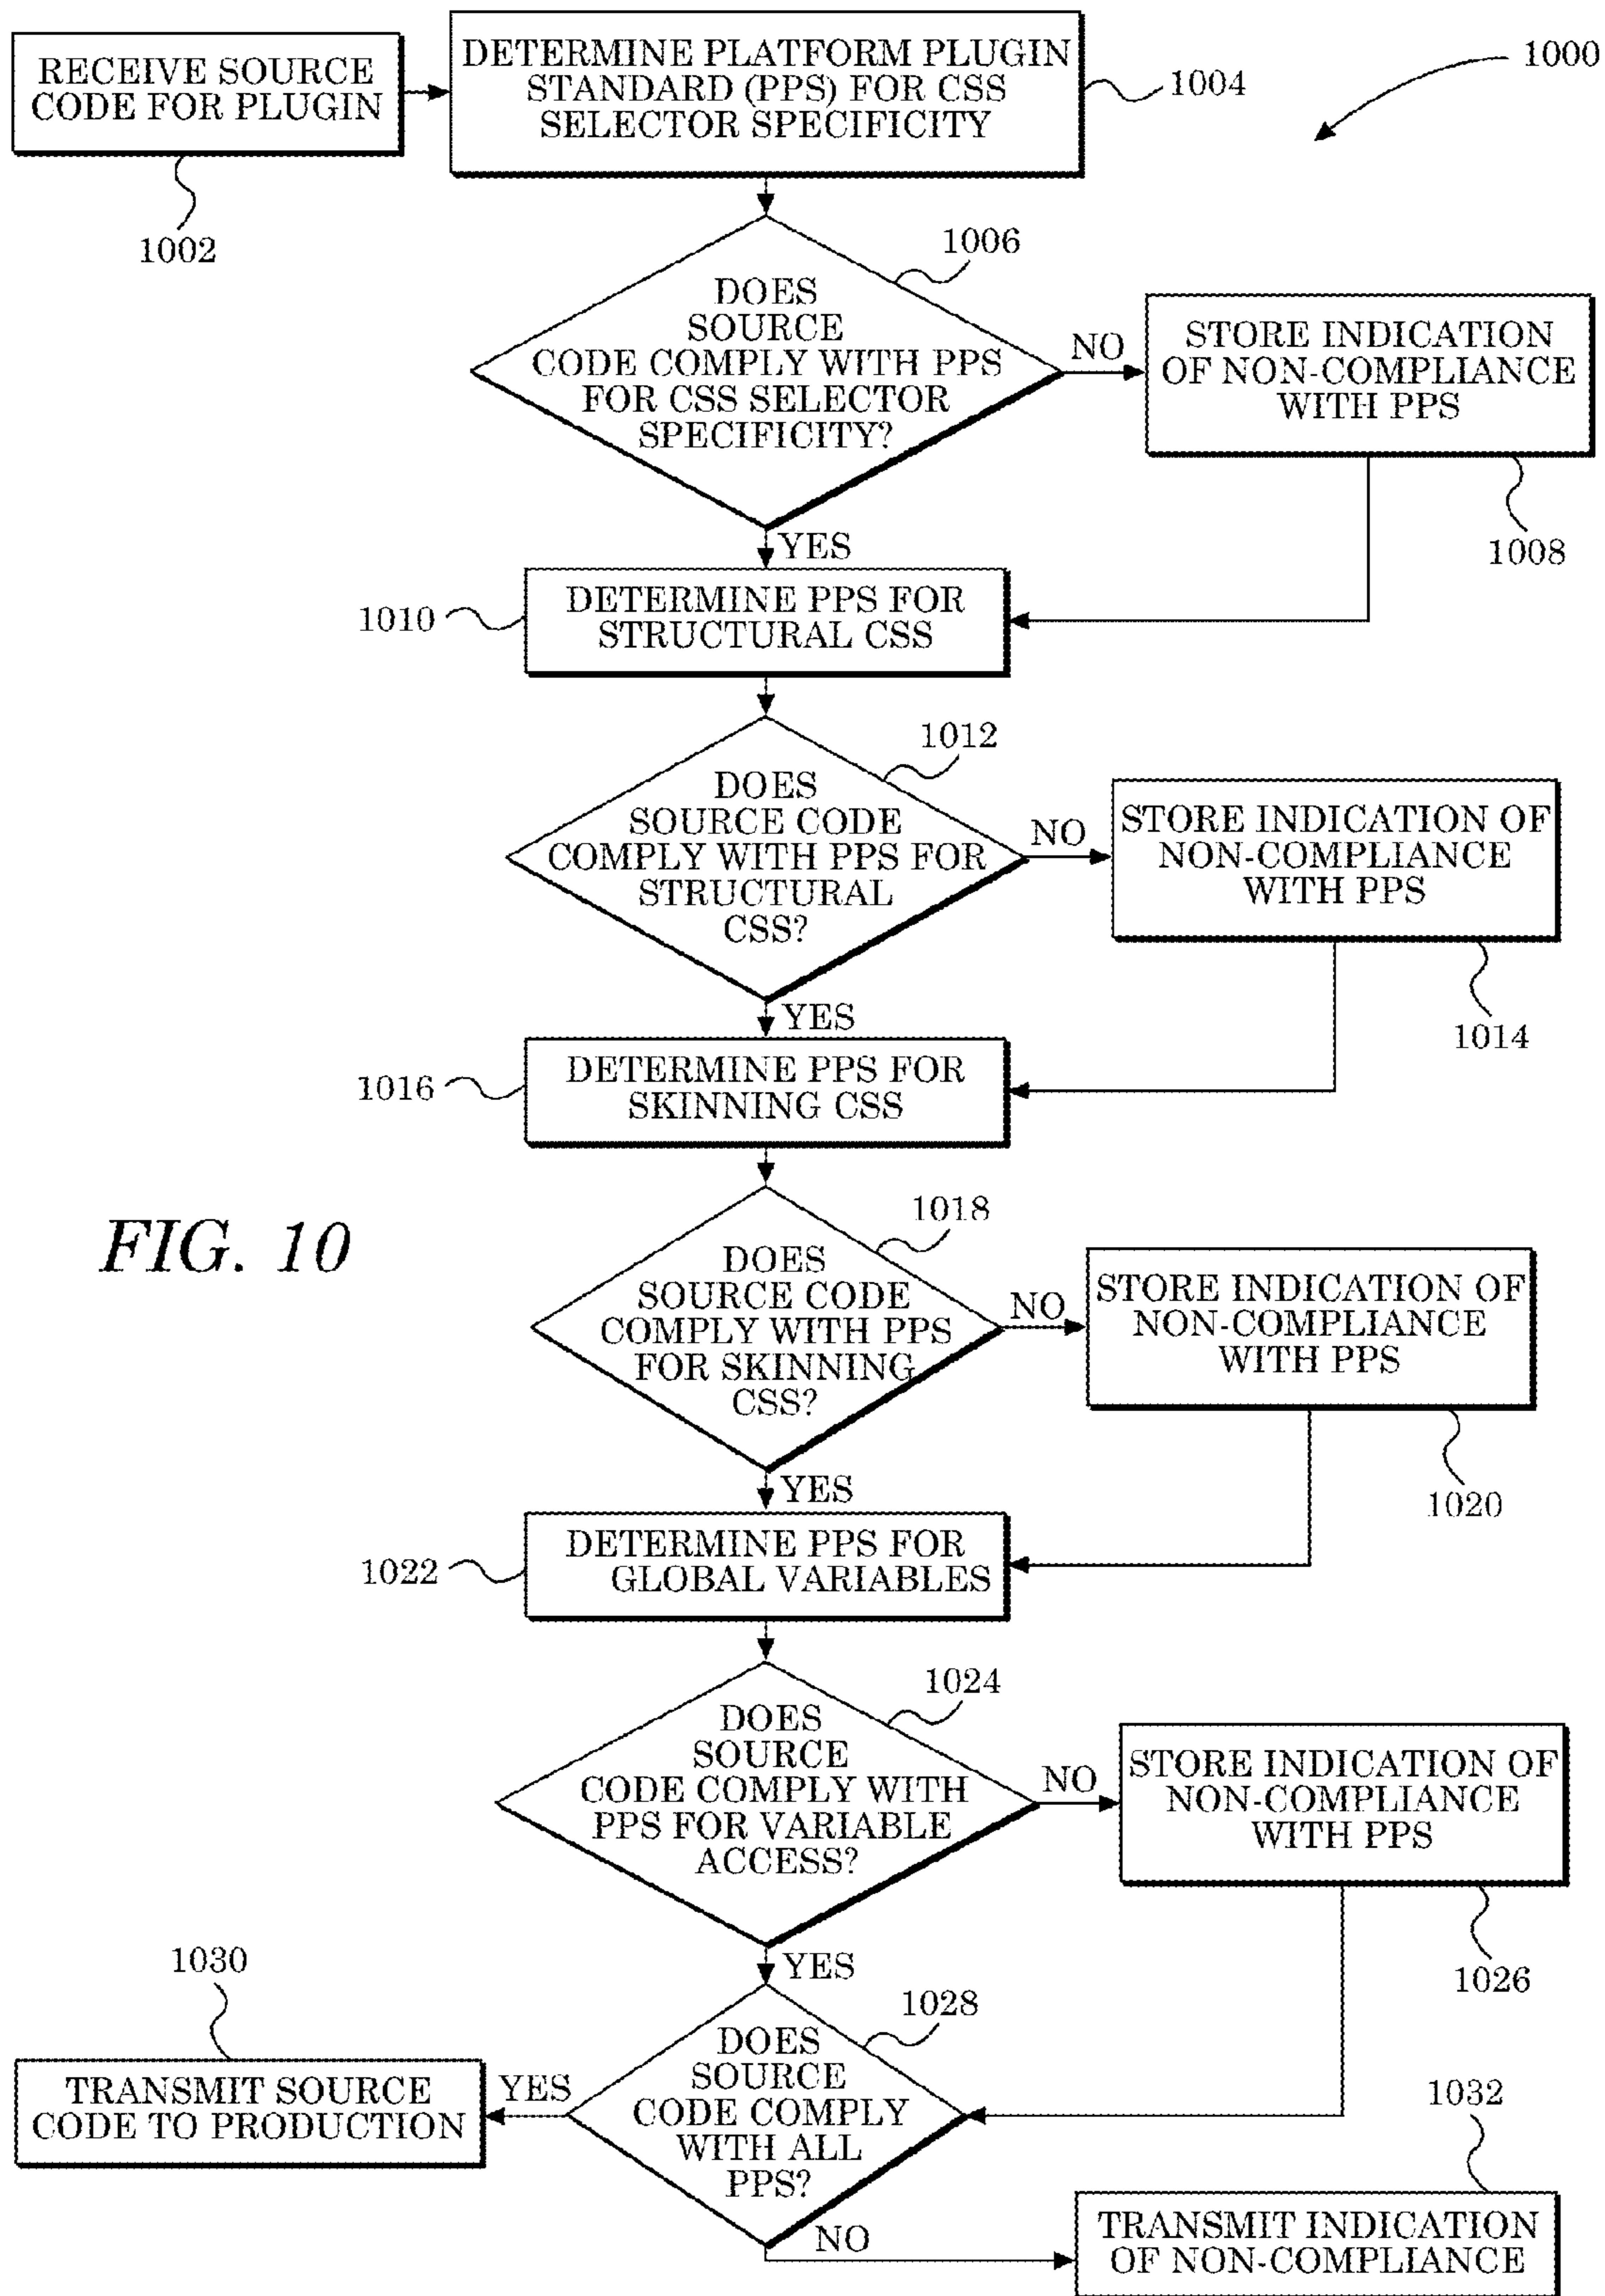 RECEIVE SOURCE
CODE FOR PLUGIN
1002
DETERMINE PLATFORM PLUGIN
STANDARD (PPS) FOR CSS
SELECTOR SPECIFICITY
1004
1000
DOES
SOURCE
CODE COMPLY WITH PPS
FOR CSS SELECTOR
SPECIFICITY?
1006
NO
STORE INDICATION
OF NON-COMPLIANCE
WITH PPS
1008
YES
DETERMINE PPS FOR
STRUCTURAL CSS
1010
DOES
SOURCE CODE
COMPLY WITH PPS FOR
STRUCTURAL
CSS?
1012
NO
STORE INDICATION OF
NON-COMPLIANCE
WITH PPS
1014
YES
DETERMINE PPS FOR
SKINNING CSS
1016
FIG. 10
DOES
SOURCE CODE
COMPLY WITH PPS
FOR SKINNING
CSS?
1018
NO
STORE INDICATION OF
NON-COMPLIANCE
WITH PPS
1020
YES
DETERMINE PPS FOR
GLOBAL VARIABLES
1022
DOES
SOURCE
CODE COMPLY WITH
PPS FOR VARIABLE
ACCESS?
1024
NO
STORE INDICATION OF
NON-COMPLIANCE
WITH PPS
1026
YES
DOES
SOURCE
CODE COMPLY
WITH ALL
PPS?
1028
YES
TRANSMIT SOURCE
CODE TO PRODUCTION
1030
NO
TRANSMIT INDICATION
OF NON-COMPLIANCE
1032